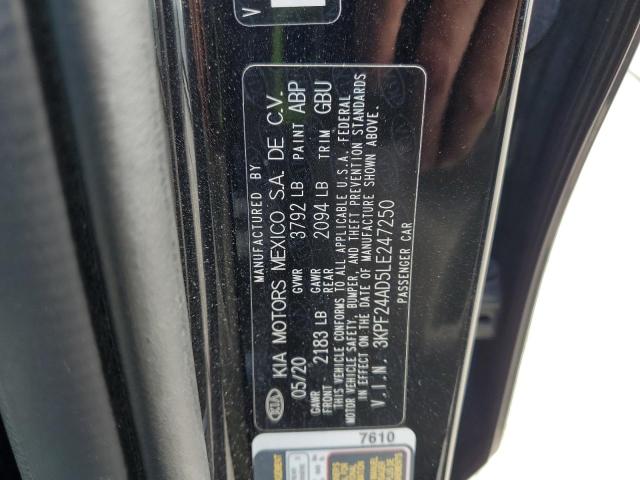 MANUFACTURED BY
KIA KIA MOTORS MEXICO S.A. DE C.V.
05/20 GVWR 3792 LB PAINT ABP
GAWR FRONT 2183 LB GAWR REAR 2094 LB TRIM GBU
THIS VEHICLE CONFORMS TO ALL APPLICABLE U.S.A. FEDERAL
MOTOR VEHICLE SAFETY, BUMPER, AND THEFT PREVENTION STANDARDS
IN EFFECT ON THE DATE OF MANUFACTURE SHOWN ABOVE.
V.I.N. 3KPF24AD5LE247250
PASSENGER CAR
7610
V